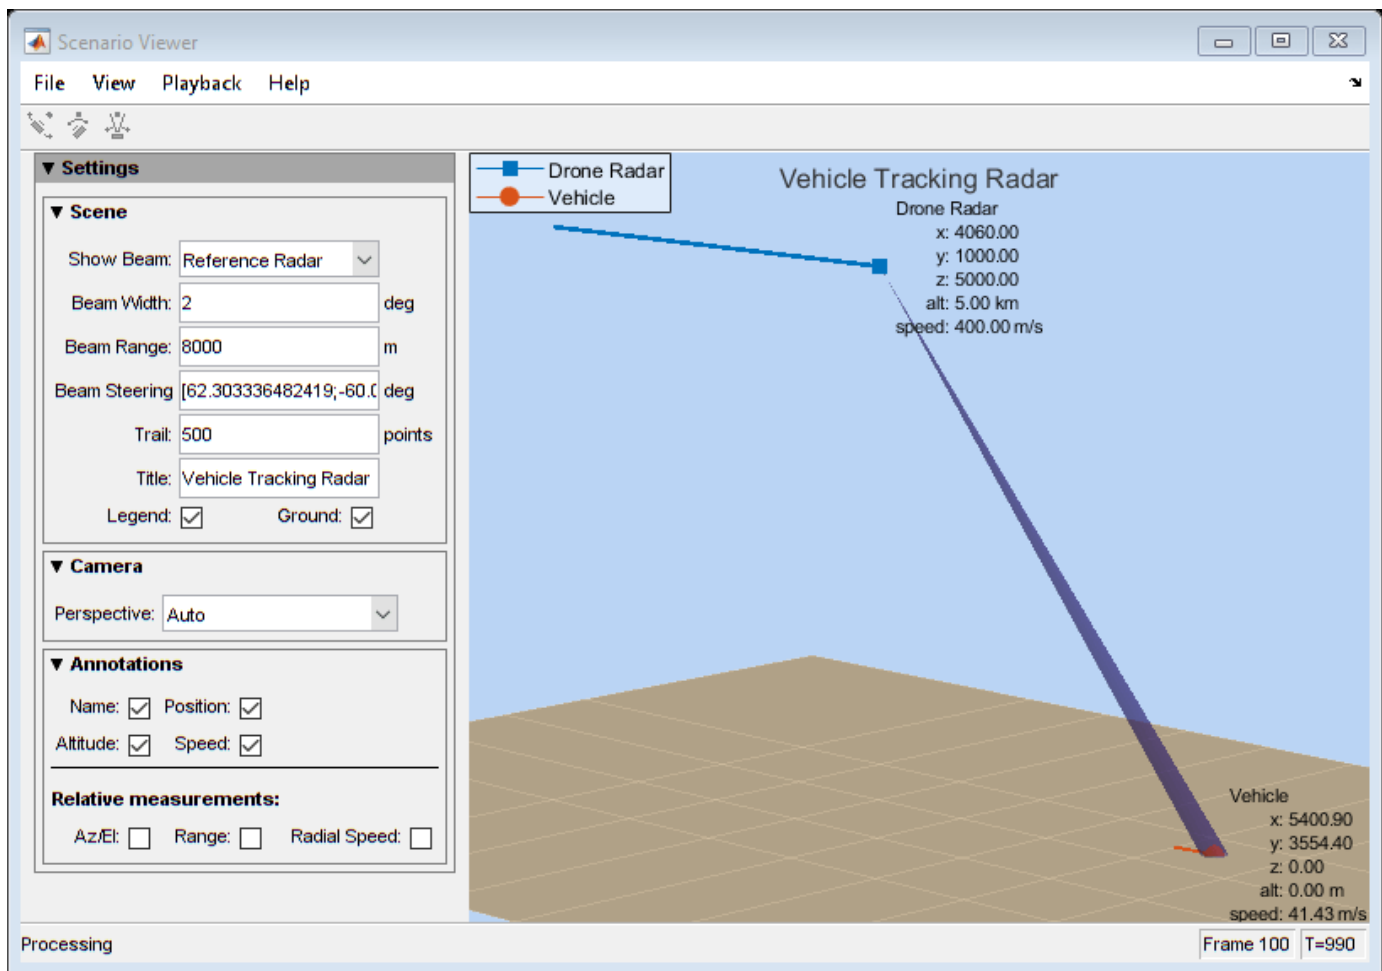 Scenario Viewer
File View Playback Help
▼ Settings
▼ Scene
Show Beam: Reference Radar
Beam Width: 2 deg
Beam Range: 8000 m
Beam Steering [62.303336482419;-60.0 deg
Trail: 500 points
Title: Vehicle Tracking Radar
Legend: Ground:
▼ Camera
Perspective: Auto
▼ Annotations
Name: Position:
Altitude: Speed:
Relative measurements:
Az/El: Range: Radial Speed:
Drone Radar
Vehicle
Vehicle Tracking Radar
Drone Radar
x: 4060.00
y: 1000.00
z: 5000.00
alt: 5.00 km
speed: 400.00 m/s
Vehicle
x: 5400.90
y: 3554.40
z: 0.00
alt: 0.00 m
speed: 41.43 m/s
Processing
Frame 100 T=990